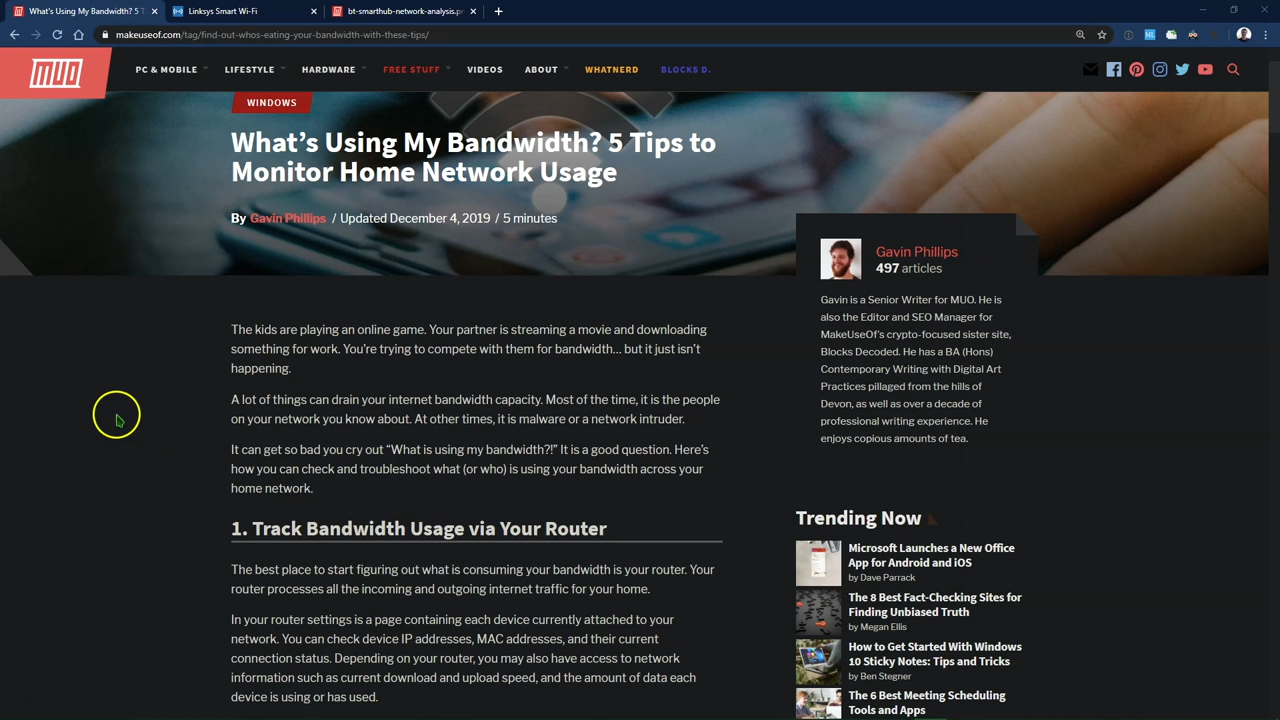 What's Using My Bandwidth? 5 T
Linksys Smart Wi-Fi
bt-smarthub-network-analysis.pn
makeuseof.com/tag/find-out-whos-eating-your-bandwidth-with-these-tips/
MUO
PC & MOBILE
LIFESTYLE
HARDWARE
FREE STUFF
VIDEOS
ABOUT
WHATNERD
BLOCKS D.
WINDOWS
What's Using My Bandwidth? 5 Tips to
Monitor Home Network Usage
By Gavin Phillips / Updated December 4, 2019 / 5 minutes
Gavin Phillips
497 articles
Gavin is a Senior Writer for MUO. He is
also the Editor and SEO Manager for
MakeUseOf's crypto-focused sister site,
Blocks Decoded. He has a BA (Hons)
Contemporary Writing with Digital Art
Practices pillaged from the hills of
Devon, as well as over a decade of
professional writing experience. He
enjoys copious amounts of tea.
The kids are playing an online game. Your partner is streaming a movie and downloading
something for work. You're trying to compete with them for bandwidth... but it just isn't
happening.
A lot of things can drain your internet bandwidth capacity. Most of the time, it is the people
on your network you know about. At other times, it is malware or a network intruder.
It can get so bad you cry out "What is using my bandwidth?!" It is a good question. Here's
how you can check and troubleshoot what (or who) is using your bandwidth across your
home network.
1. Track Bandwidth Usage via Your Router
The best place to start figuring out what is consuming your bandwidth is your router. Your
router processes all the incoming and outgoing internet traffic for your home.
In your router settings is a page containing each device currently attached to your
network. You can check device IP addresses, MAC addresses, and their current
connection status. Depending on your router, you may also have access to network
information such as current download and upload speed, and the amount of data each
device is using or has used.
Trending Now
Microsoft Launches a New Office
App for Android and iOS
by Dave Parrack
The 8 Best Fact-Checking Sites for
Finding Unbiased Truth
by Megan Ellis
How to Get Started With Windows
10 Sticky Notes: Tips and Tricks
by Ben Stegner
The 6 Best Meeting Scheduling
Tools and Apps